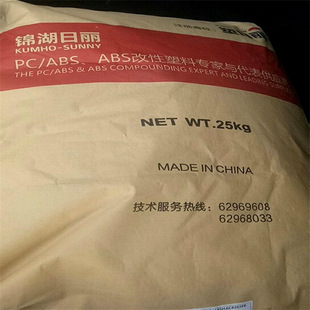 锦湖日丽
KUMHO-SUNNY
PC/ABS、ABS改性塑料专家与代表供应
THE PC/ABS & ABS COMPOUNDING EXPERT AND LEADING SUPPL
NET WT.25kg
MADE IN CHINA
技术服务热线：62969608
62968033